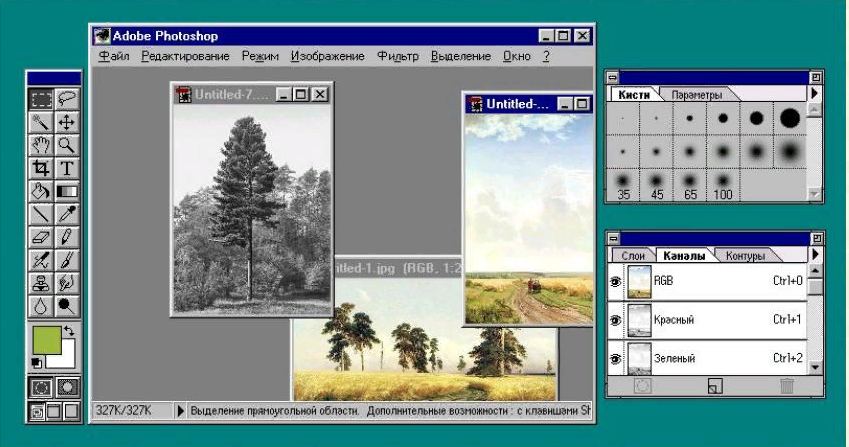 Adobe Photoshop
Файл Редактирование Режим Изображение Фильтр Выделение Окно ?
Untitled-7....
Untitled-...
Кисти Параметры
35 45 65 100
Слои Каналы Контуры
RGB Ctrl+0
Красный Ctrl+1
Зеленый Ctrl+2
itled-1.jpg (RGB, 1:2
T
327K/327K Выделение прямоугольной области. Дополнительные возможности : с клавишами Sh